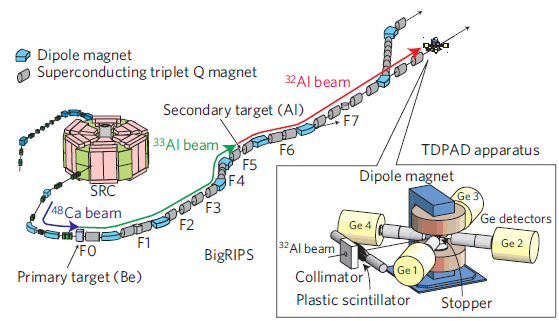 Dipole magnet
Superconducting triplet Q magnet
³²Al beam
Secondary target (Al)
³³Al beam
F7
F6
F5
F4
F3
F2
F1
F0
SRC
⁴⁸Ca beam
BigRIPS
Primary target (Be)
TDPAD apparatus
Dipole magnet
Ge 3
Ge detectors
Ge 4
Ge 2
³²Al beam
Ge 1
Collimator
Plastic scintillator
Stopper